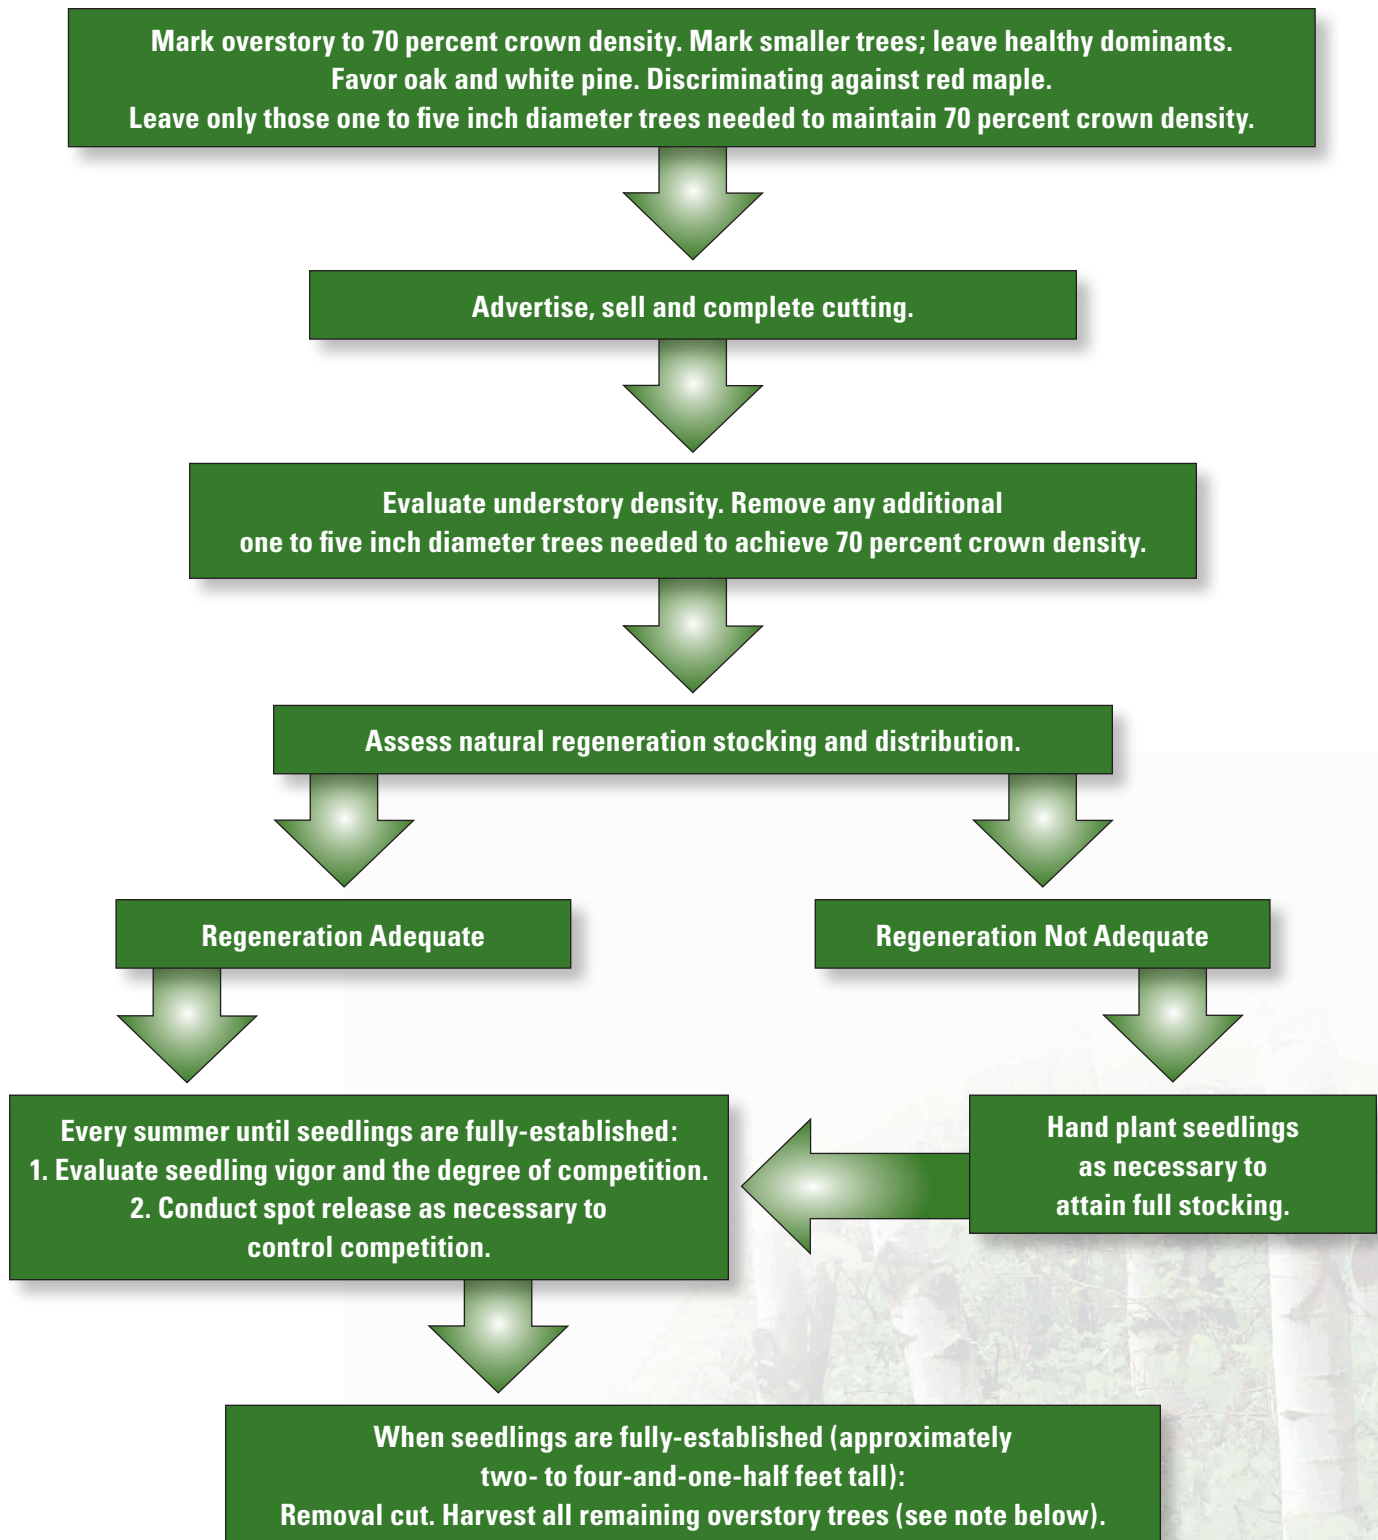 Mark overstory to 70 percent crown density. Mark smaller trees; leave healthy dominants.
Favor oak and white pine. Discriminating against red maple.
Leave only those one to five inch diameter trees needed to maintain 70 percent crown density.
Advertise, sell and complete cutting.
Evaluate understory density. Remove any additional
one to five inch diameter trees needed to achieve 70 percent crown density.
Assess natural regeneration stocking and distribution.
Regeneration Adequate
Regeneration Not Adequate
Every summer until seedlings are fully-established:
1. Evaluate seedling vigor and the degree of competition.
2. Conduct spot release as necessary to
control competition.
Hand plant seedlings
as necessary to
attain full stocking.
When seedlings are fully-established (approximately
two- to four-and-one-half feet tall):
Removal cut. Harvest all remaining overstory trees (see note below).